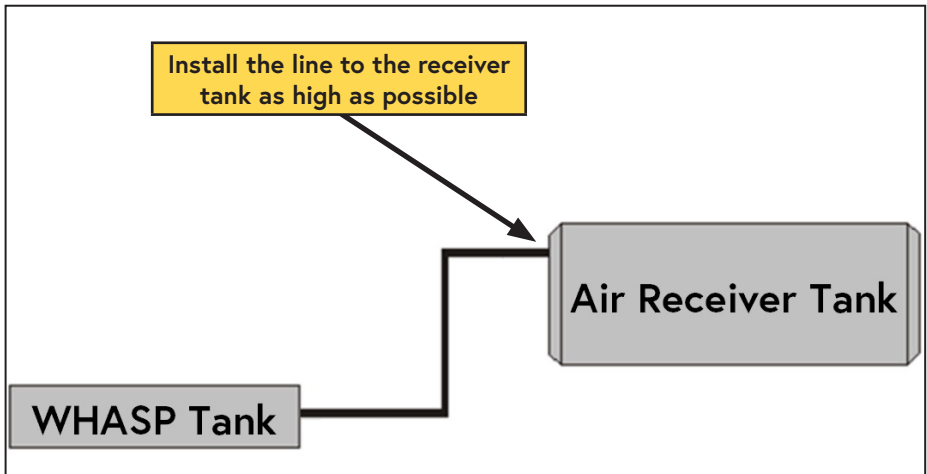 Install the line to the receiver
tank as high as possible
Air Receiver Tank
WHASP Tank